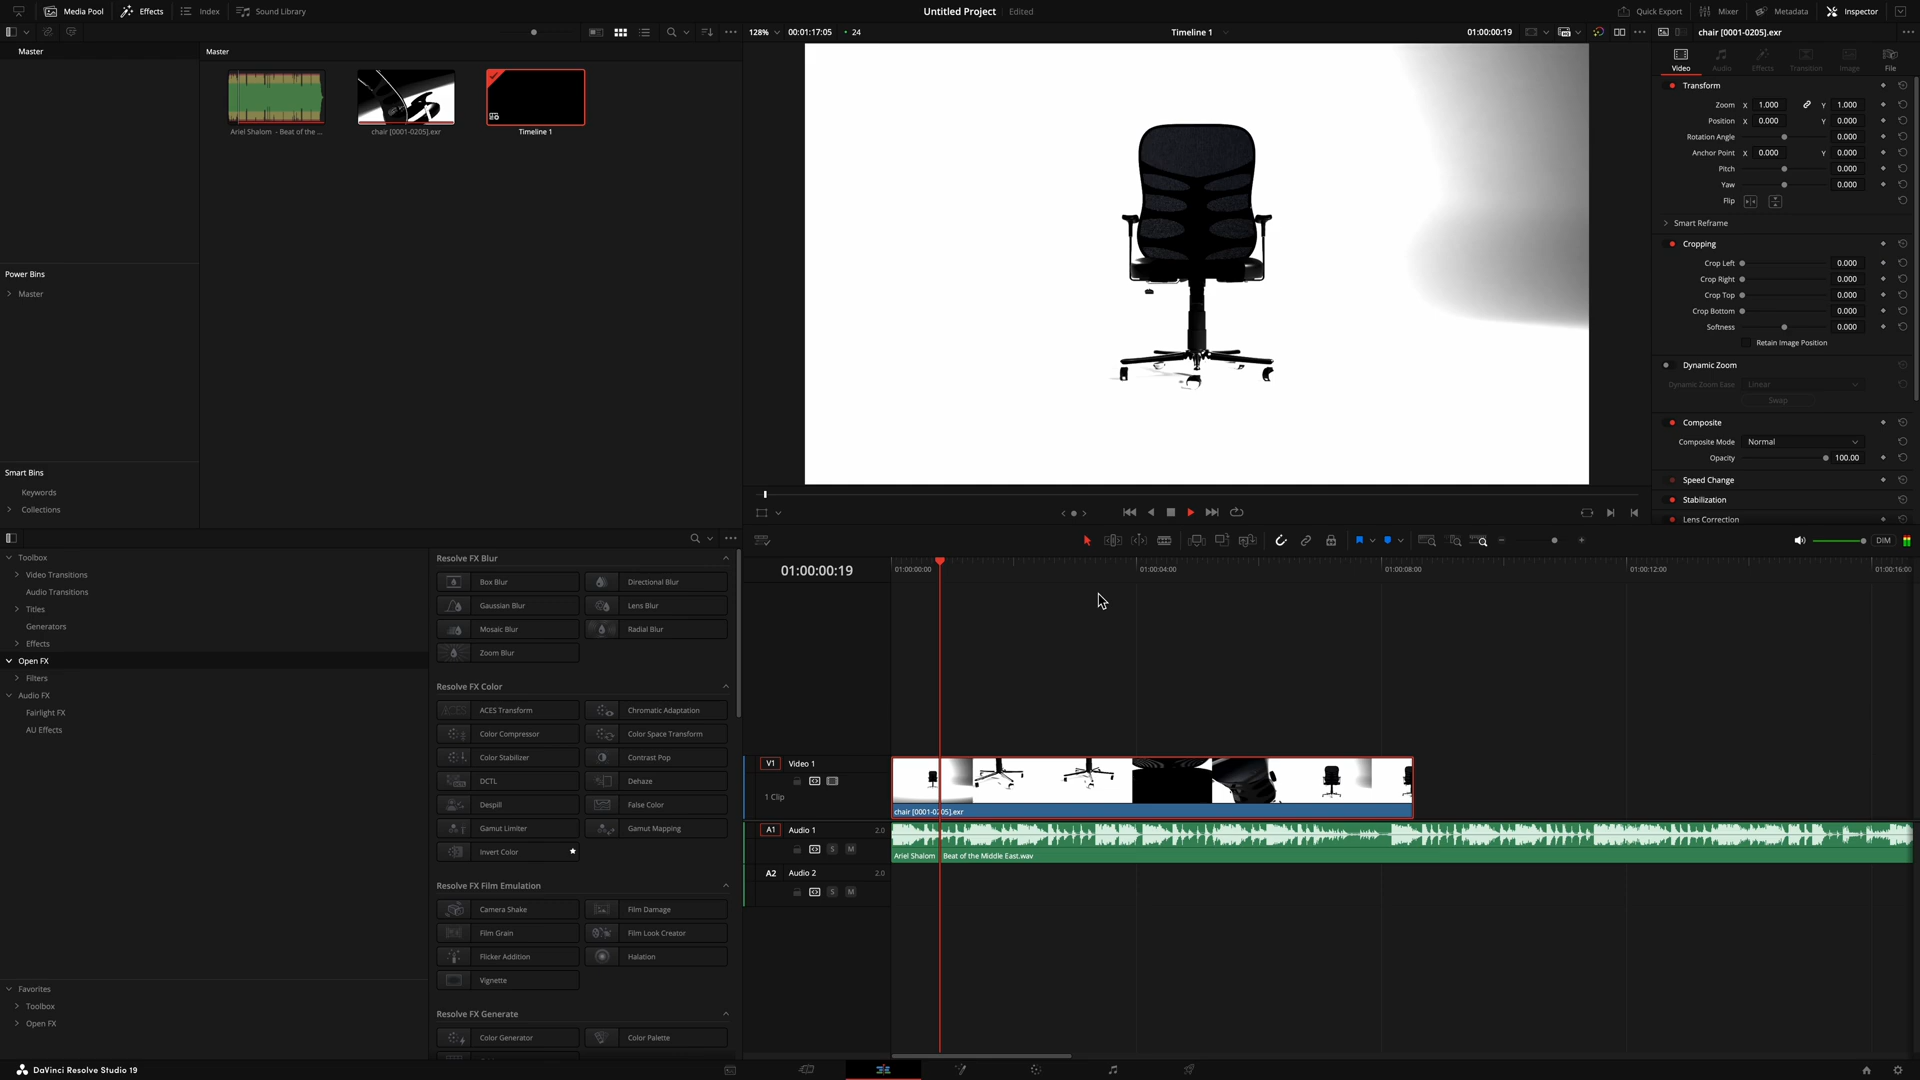 Media Pool Effects Index Sound Library Untitled Project Edited Quick Export Mixer Metadata Inspector
128% 00:01:17:05 24 Timeline 1 01:00:00:19 chair [0001-0205].exr
Master Master
Video Audio Effects Transition Image File
Ariel Shalom - Beat of the ... chair [0001-0205].exr Timeline 1
Transform
Zoom X 1.000 Y 1.000
Position X 0.000 Y 0.000
Rotation Angle 0.000
Anchor Point X 0.000 Y 0.000
Pitch 0.000
Yaw 0.000
Flip
Smart Reframe
Cropping
Crop Left 0.000
Crop Right 0.000
Crop Top 0.000
Crop Bottom 0.000
Softness 0.000
Retain Image Position
Dynamic Zoom
Dynamic Zoom Ease Linear
Swap
Composite
Composite Mode Normal
Opacity 100.00
Speed Change
Stabilization
Lens Correction
Power Bins
Master
Smart Bins
Keywords
Collections
Toolbox
Video Transitions
Audio Transitions
Titles
Generators
Effects
Open FX
Filters
Audio FX
Fairlight FX
AU Effects
Favorites
Toolbox
Open FX
Resolve FX Blur
Box Blur Directional Blur
Gaussian Blur Lens Blur
Mosaic Blur Radial Blur
Zoom Blur
Resolve FX Color
ACES Transform Chromatic Adaptation
Color Compressor Color Space Transform
Color Stabilizer Contrast Pop
DCTL Dehaze
Despill False Color
Gamut Limiter Gamut Mapping
Invert Color
Resolve FX Film Emulation
Camera Shake Film Damage
Film Grain Film Look Creator
Flicker Addition Halation
Vignette
Resolve FX Generate
Color Generator Color Palette
DIM
01:00:00:19 01:00:00:00 01:00:04:00 01:00:08:00 01:00:12:00 01:00:16:00
V1 Video 1
1 Clip
chair [0001-0205].exr
A1 Audio 1 2.0
S M
Ariel Shalom Beat of the Middle East.wav
A2 Audio 2 2.0
S M
DaVinci Resolve Studio 19